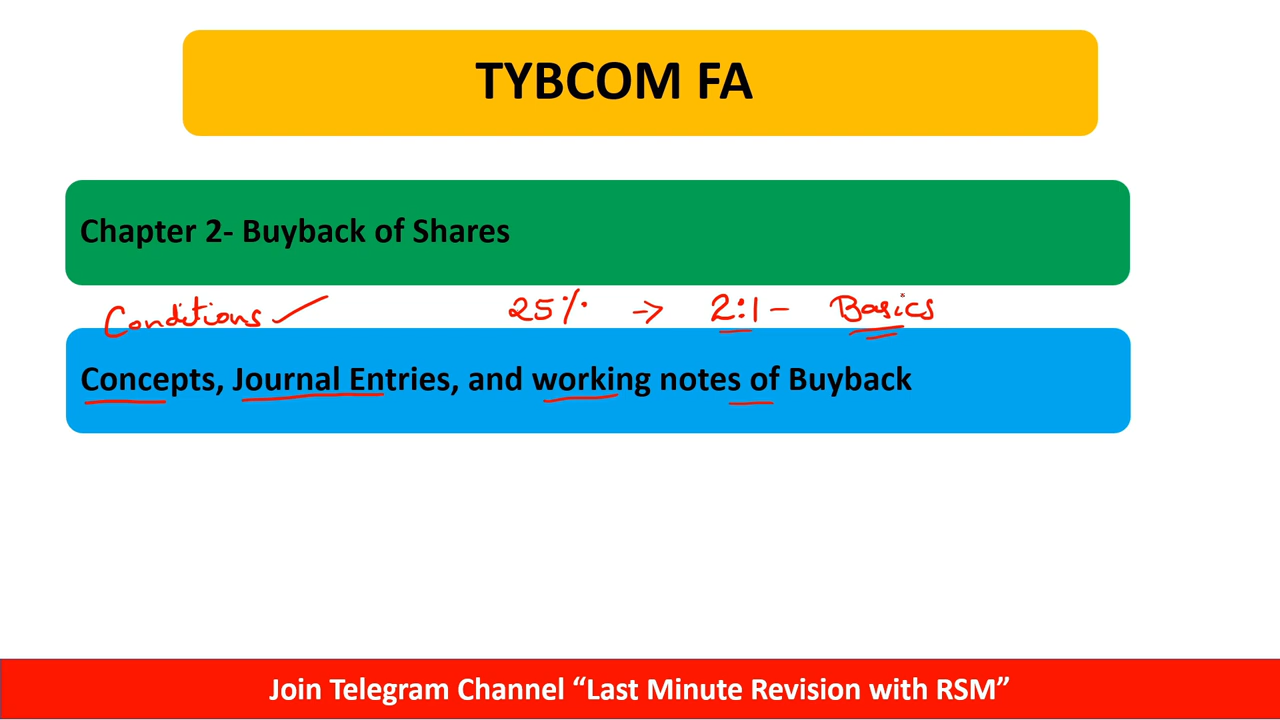 TYBCOM FA
Chapter 2- Buyback of Shares
Conditions ✓ 25% → 2:1 - Basics
Concepts, Journal Entries, and working notes of Buyback
Join Telegram Channel “Last Minute Revision with RSM”